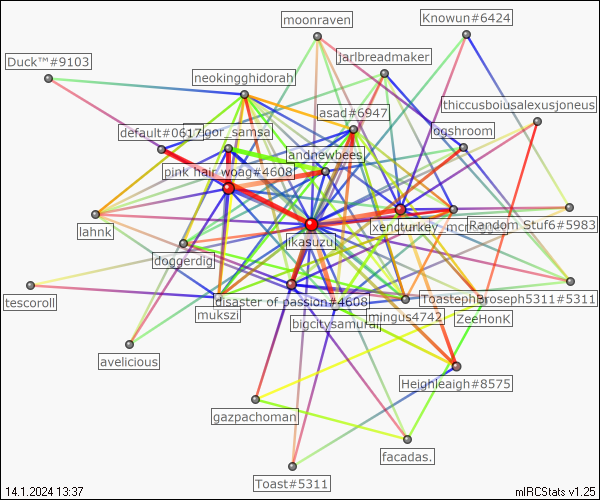 moonraven
Knowun#6424
jarlbreadmaker
Duck™#9103
neokingghidorah
thiccusboiusalexusjoneus
asad#6947
default#0617
gor_samsa
ogshroom
andnewbees
pink hair woag#4608
lahnk
likasuzu
xencturkey_mc
Random Stuf6#5983
doggerdig
tescoroll
disaster of passion#4608
ToastephBroseph5311#5311
mukszi
bigcitysamurai
mingus4742
ZeeHonK
avelicious
Heighleaigh#8575
gazpachoman
facadas.
Toast#5311
14.1.2024 13:37
mIRCStats v1.25